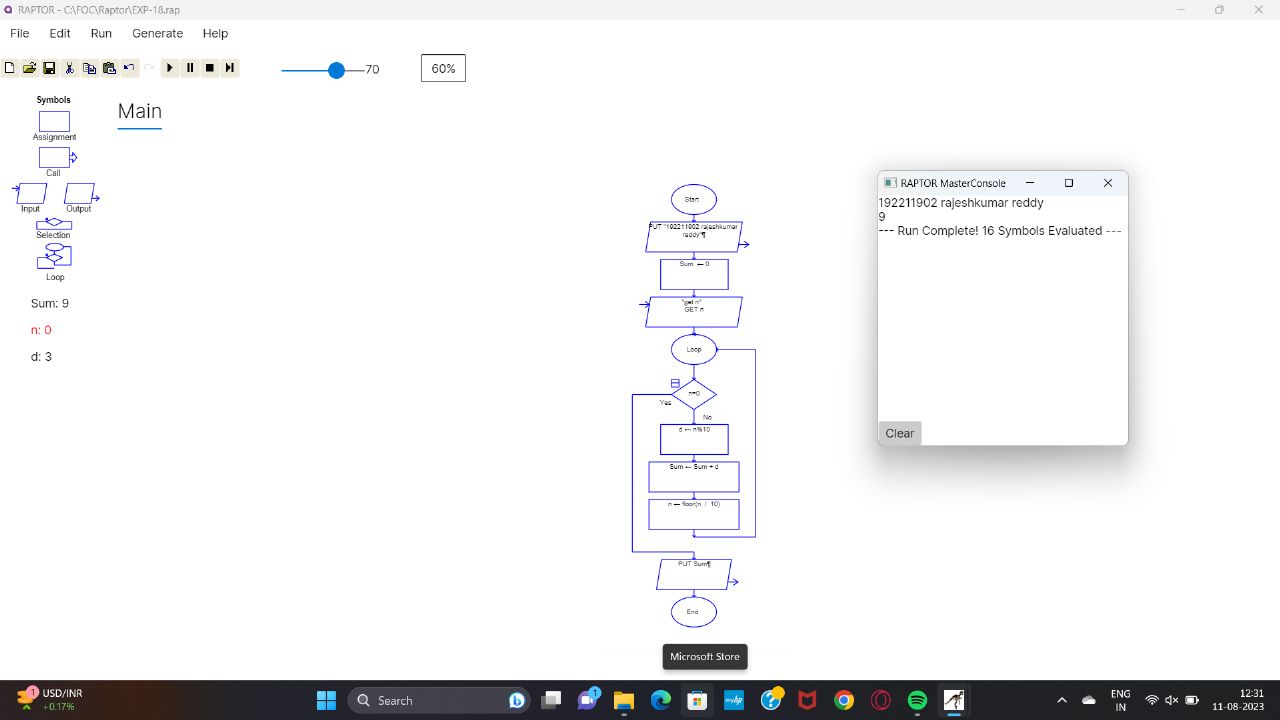 RAPTOR - C:\FOC\Raptor\EXP-18.rap
File Edit Run Generate Help
70
60%
Symbols
Assignment
Call
Input Output
Selection
Loop
Sum: 9
n: 0
d: 3
Main
Start
PUT "192211902 rajeshkumar
reddy"¶
Sum ← 0
"get n"
GET n
Loop
n=0
Yes
No
d ← n%10
Sum ← Sum + d
n ← floor(n / 10)
PUT Sum¶
End
RAPTOR MasterConsole
192211902 rajeshkumar reddy
9
--- Run Complete! 16 Symbols Evaluated ---
Clear
Microsoft Store
1
USD/INR
+0.17%
Search
1
myhp
ENG
IN
12:31
11-08-2023